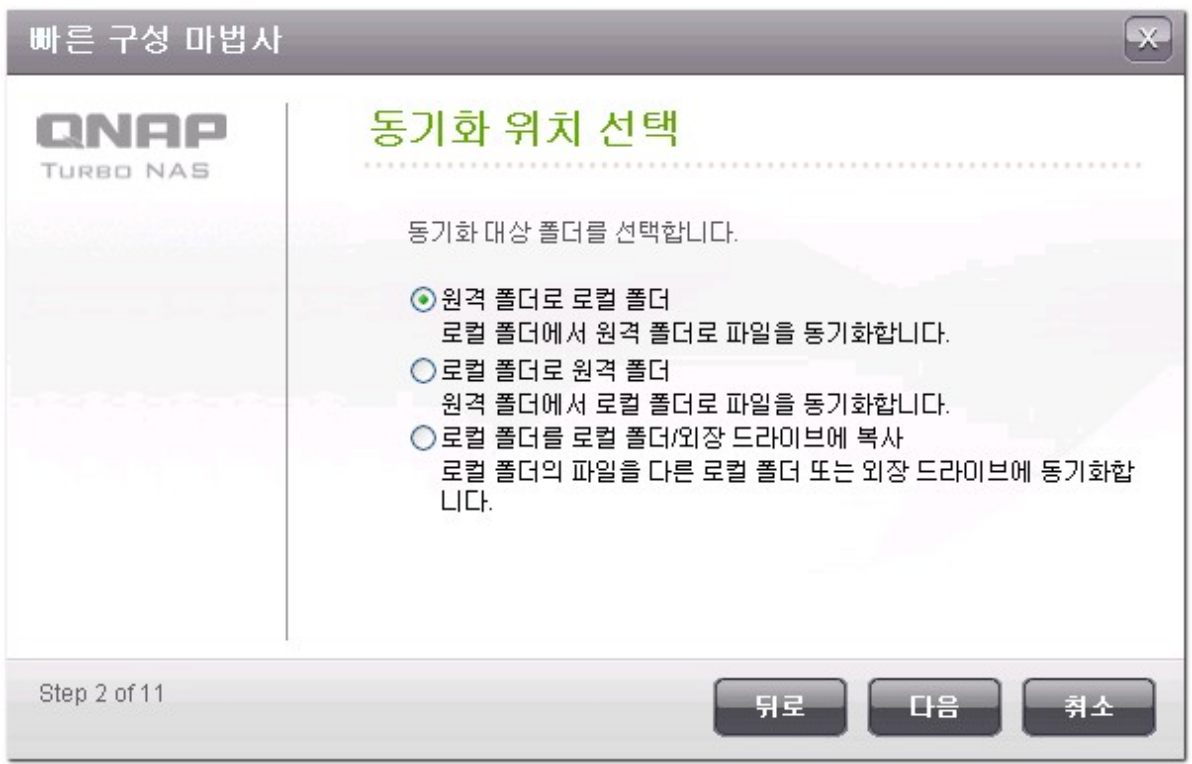 빠른 구성 마법사
X
QNAP
TURBO NAS
동기화 위치 선택
동기화 대상 폴더를 선택합니다.
원격 폴더로 로컬 폴더
로컬 폴더에서 원격 폴더로 파일을 동기화합니다.
로컬 폴더로 원격 폴더
원격 폴더에서 로컬 폴더로 파일을 동기화합니다.
로컬 폴더를 로컬 폴더/외장 드라이브에 복사
로컬 폴더의 파일을 다른 로컬 폴더 또는 외장 드라이브에 동기화합
니다.
Step 2 of 11
뒤로
다음
취소